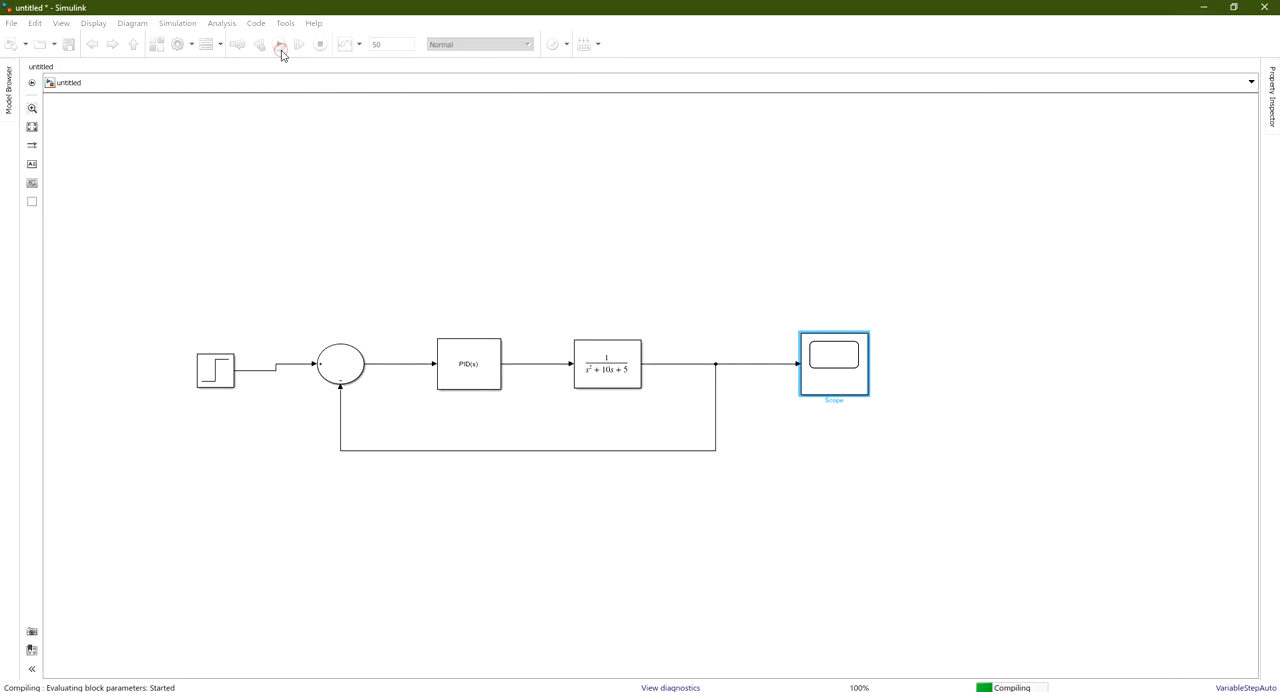 untitled * - Simulink
File Edit View Display Diagram Simulation Analysis Code Tools Help
50 Normal
untitled
untitled
Model Browser
Property Inspector
A≡
PID(s)
1
s² + 10s + 5
Scope
Compiling : Evaluating block parameters: Started View diagnostics 100% Compiling VariableStepAuto